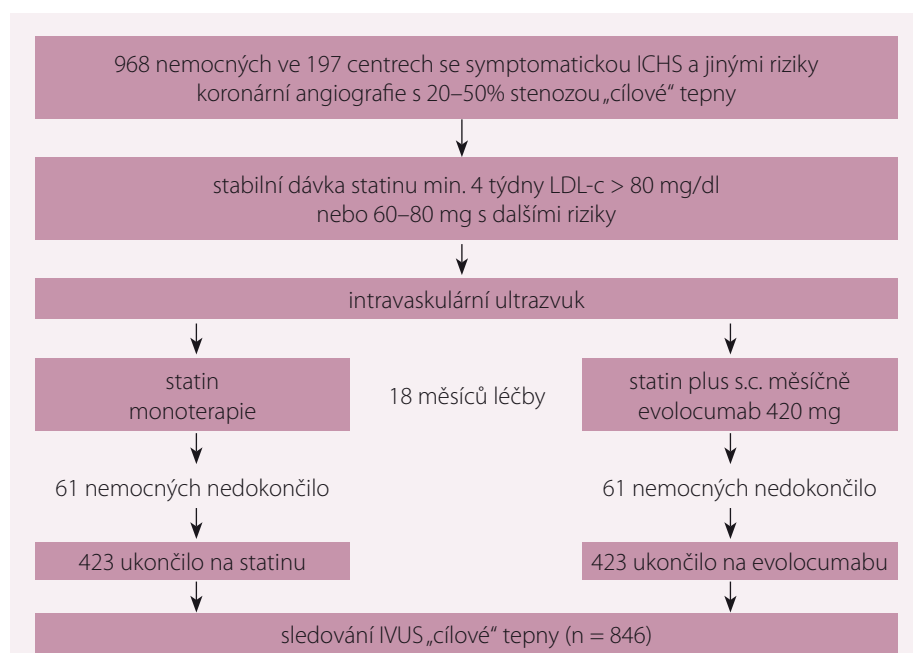 968 nemocných ve 197 centrech se symptomatickou ICHS a jinými riziky
koronární angiografie s 20–50% stenozou „cílové“ tepny
stabilní dávka statinu min. 4 týdny LDL-c > 80 mg/dl
nebo 60–80 mg s dalšími riziky
intravaskulární ultrazvuk
statin
monoterapie
18 měsíců léčby
statin plus s.c. měsíčně
evolocumab 420 mg
61 nemocných nedokončilo
61 nemocných nedokončilo
423 ukončilo na statinu
423 ukončilo na evolocumabu
sledování IVUS „cílové“ tepny (n = 846)